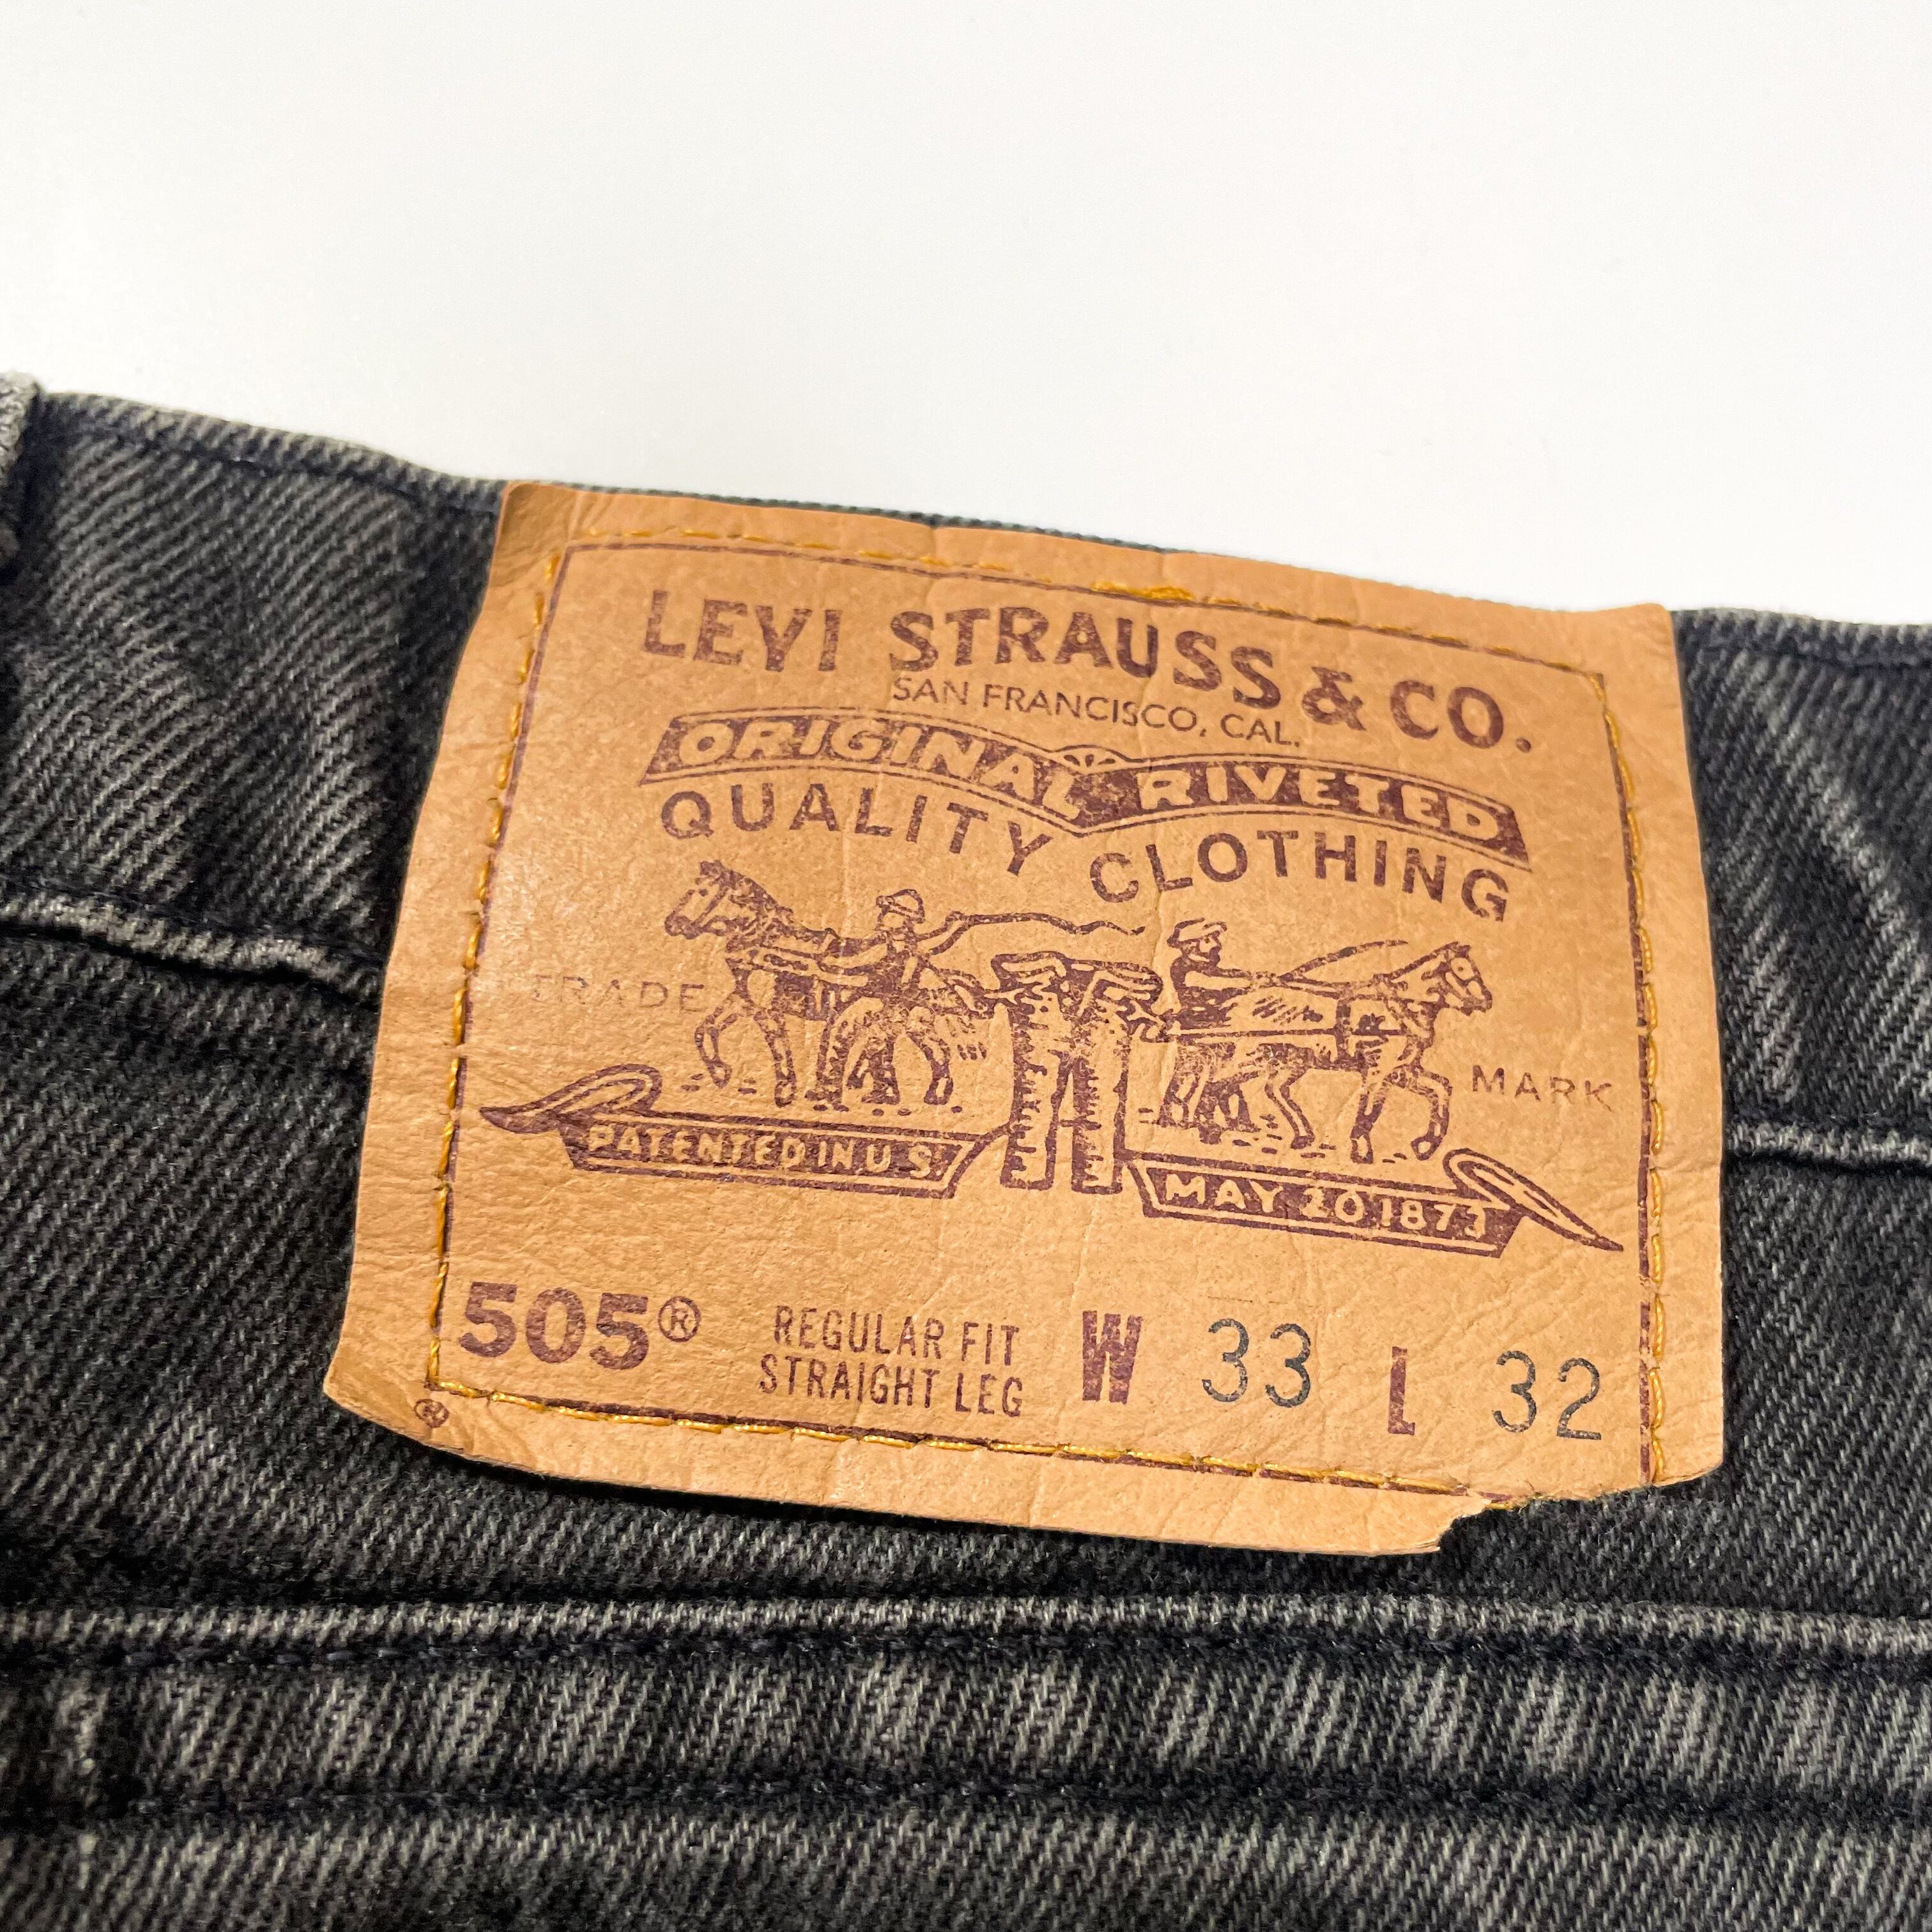 LEVI STRAUSS & CO.
SAN FRANCISCO, CAL.
ORIGINAL RIVETED
QUALITY CLOTHING
TRADE MARK
PATENTED IN U.S.
MAY 20 1873
505®
REGULAR FIT
STRAIGHT LEG
W 33 L 32
®